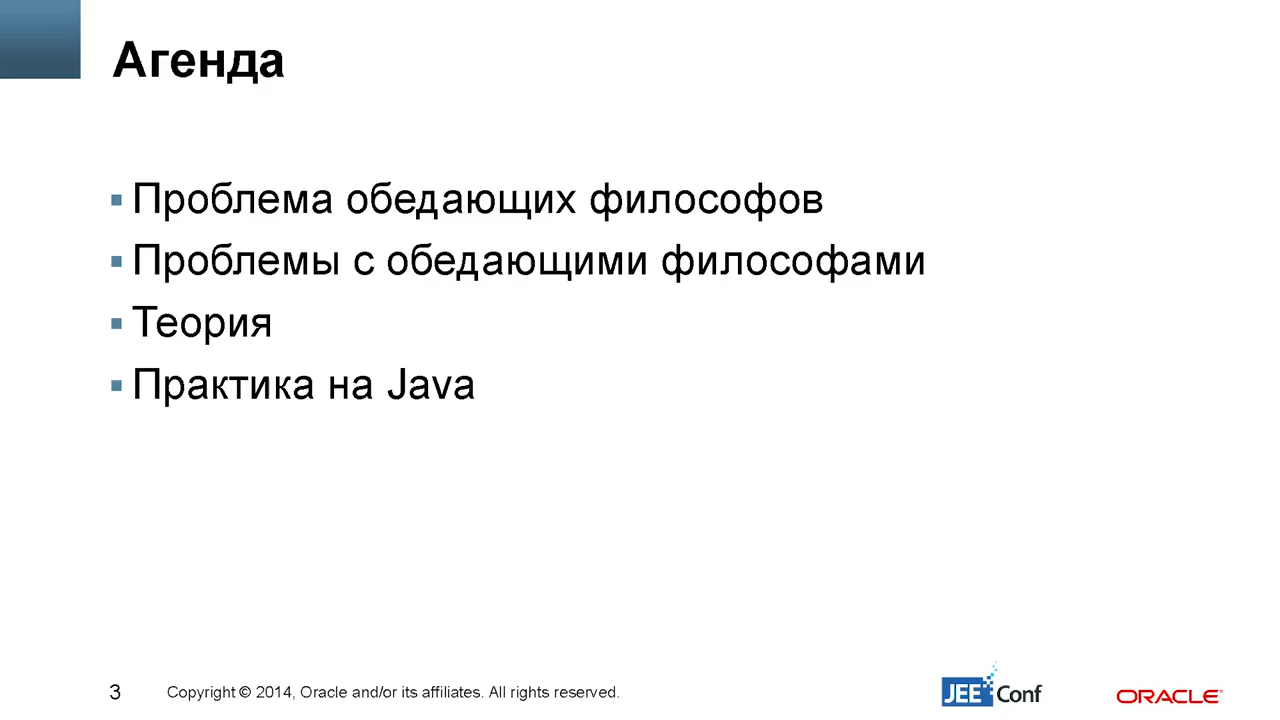 Агенда
▪ Проблема обедающих философов
▪ Проблемы с обедающими философами
▪ Теория
▪ Практика на Java
3 Copyright © 2014, Oracle and/or its affiliates. All rights reserved. JEE Conf ORACLE